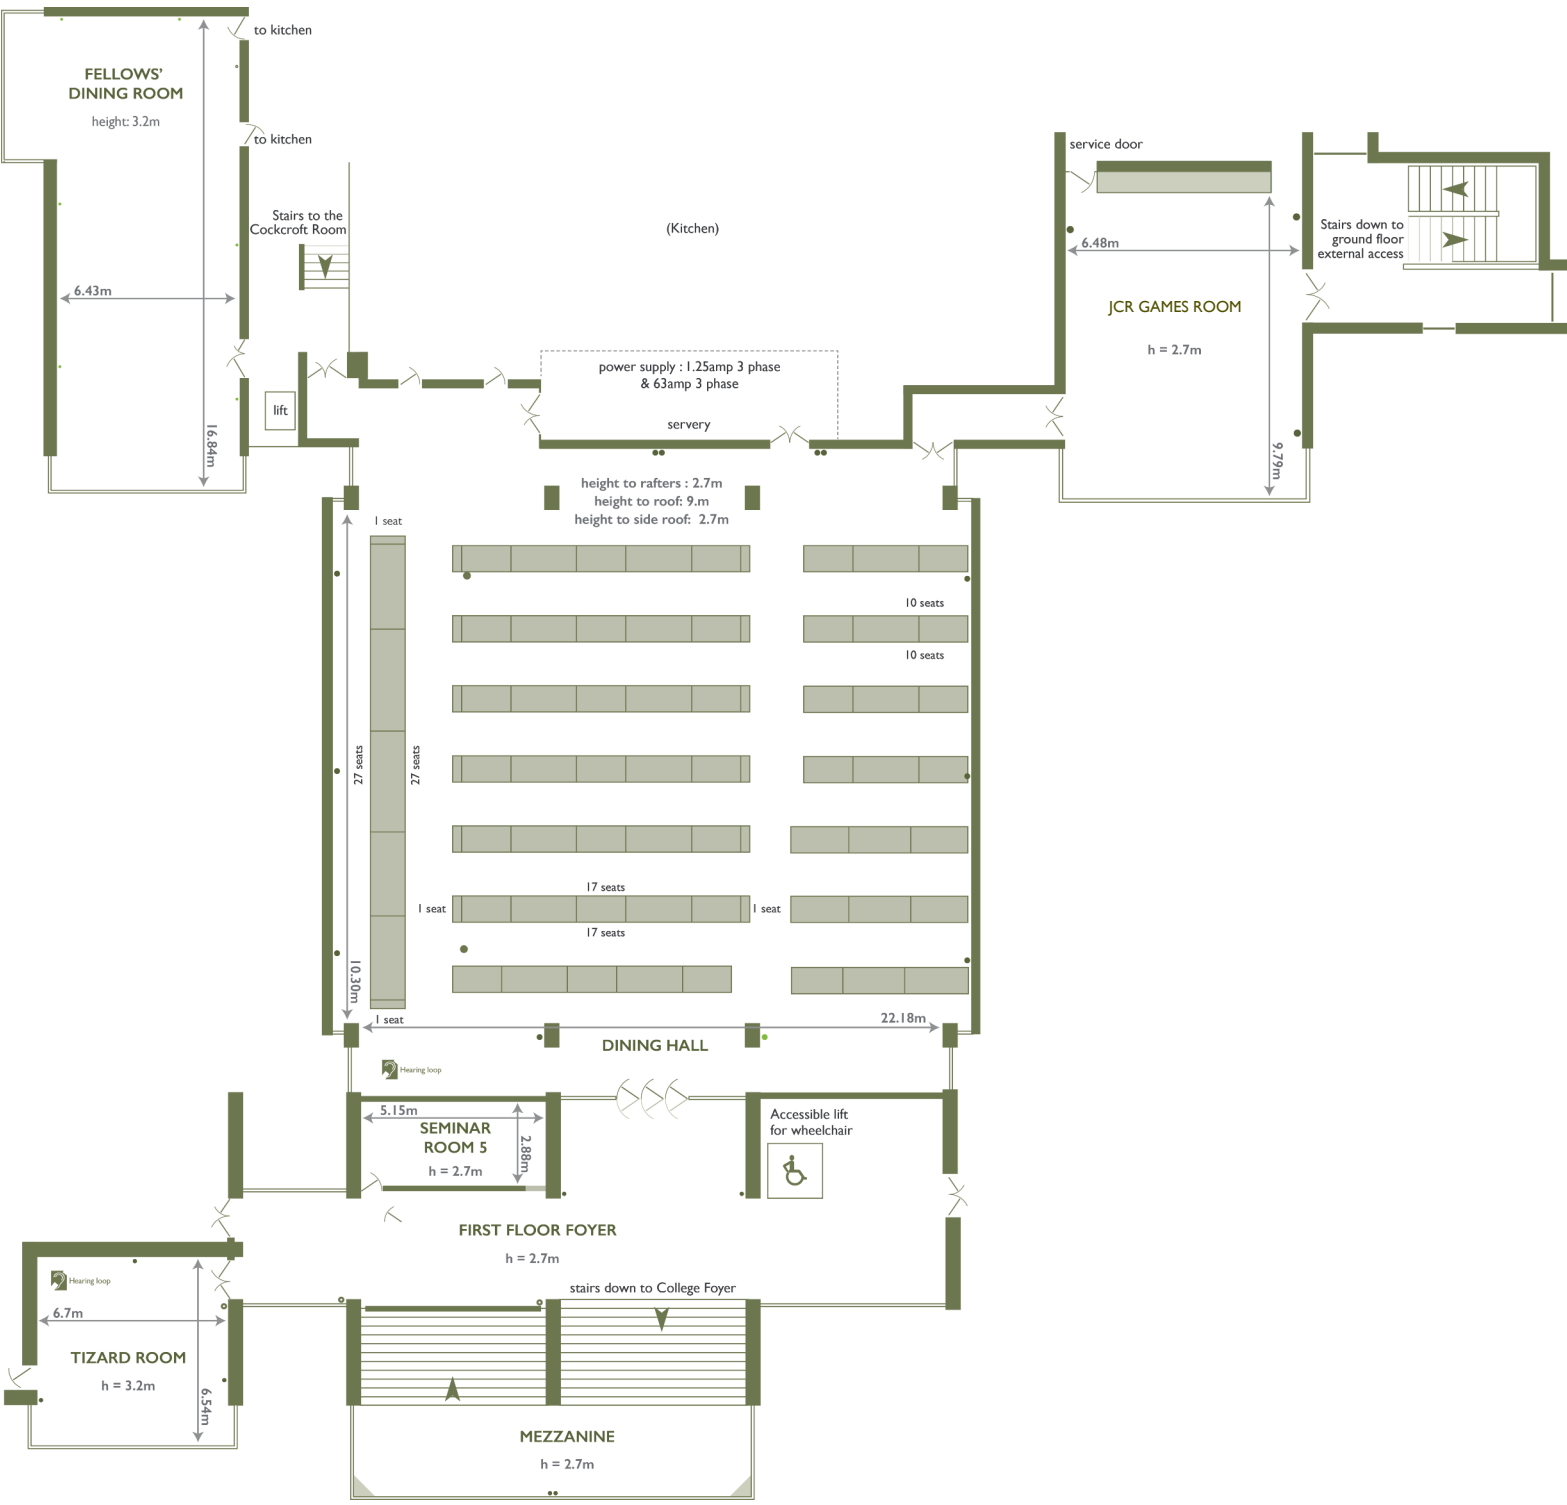 to kitchen
FELLOWS'
DINING ROOM
height: 3.2m
to kitchen
service door
Stairs to the
Cockcroft Room
(Kitchen)
6.48m
Stairs down to
ground floor
external access
6.43m
JCR GAMES ROOM
h = 2.7m
power supply : 1.25amp 3 phase
& 63amp 3 phase
lift
servery
16.84m
9.79m
height to rafters : 2.7m
height to roof: 9.m
height to side roof: 2.7m
1 seat
10 seats
10 seats
27 seats
27 seats
17 seats
1 seat
1 seat
17 seats
10.30m
1 seat
22.18m
DINING HALL
Hearing loop
5.15m
SEMINAR
ROOM 5
2.88m
h = 2.7m
Accessible lift
for wheelchair
FIRST FLOOR FOYER
h = 2.7m
Hearing loop
stairs down to College Foyer
6.7m
TIZARD ROOM
h = 3.2m
6.54m
MEZZANINE
h = 2.7m